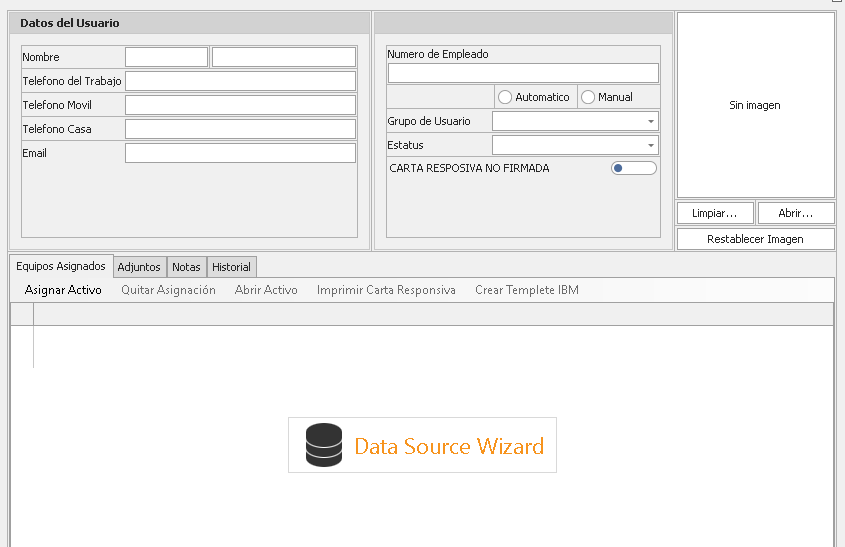 Datos del Usuario
Nombre
Telefono del Trabajo
Telefono Movil
Telefono Casa
Email
Numero de Empleado
Automatico Manual
Grupo de Usuario
Estatus
CARTA RESPOSIVA NO FIRMADA
Sin imagen
Limpiar... Abrir...
Restablecer Imagen
Equipos Asignados Adjuntos Notas Historial
Asignar Activo Quitar Asignación Abrir Activo Imprimir Carta Responsiva Crear Templete IBM
Data Source Wizard